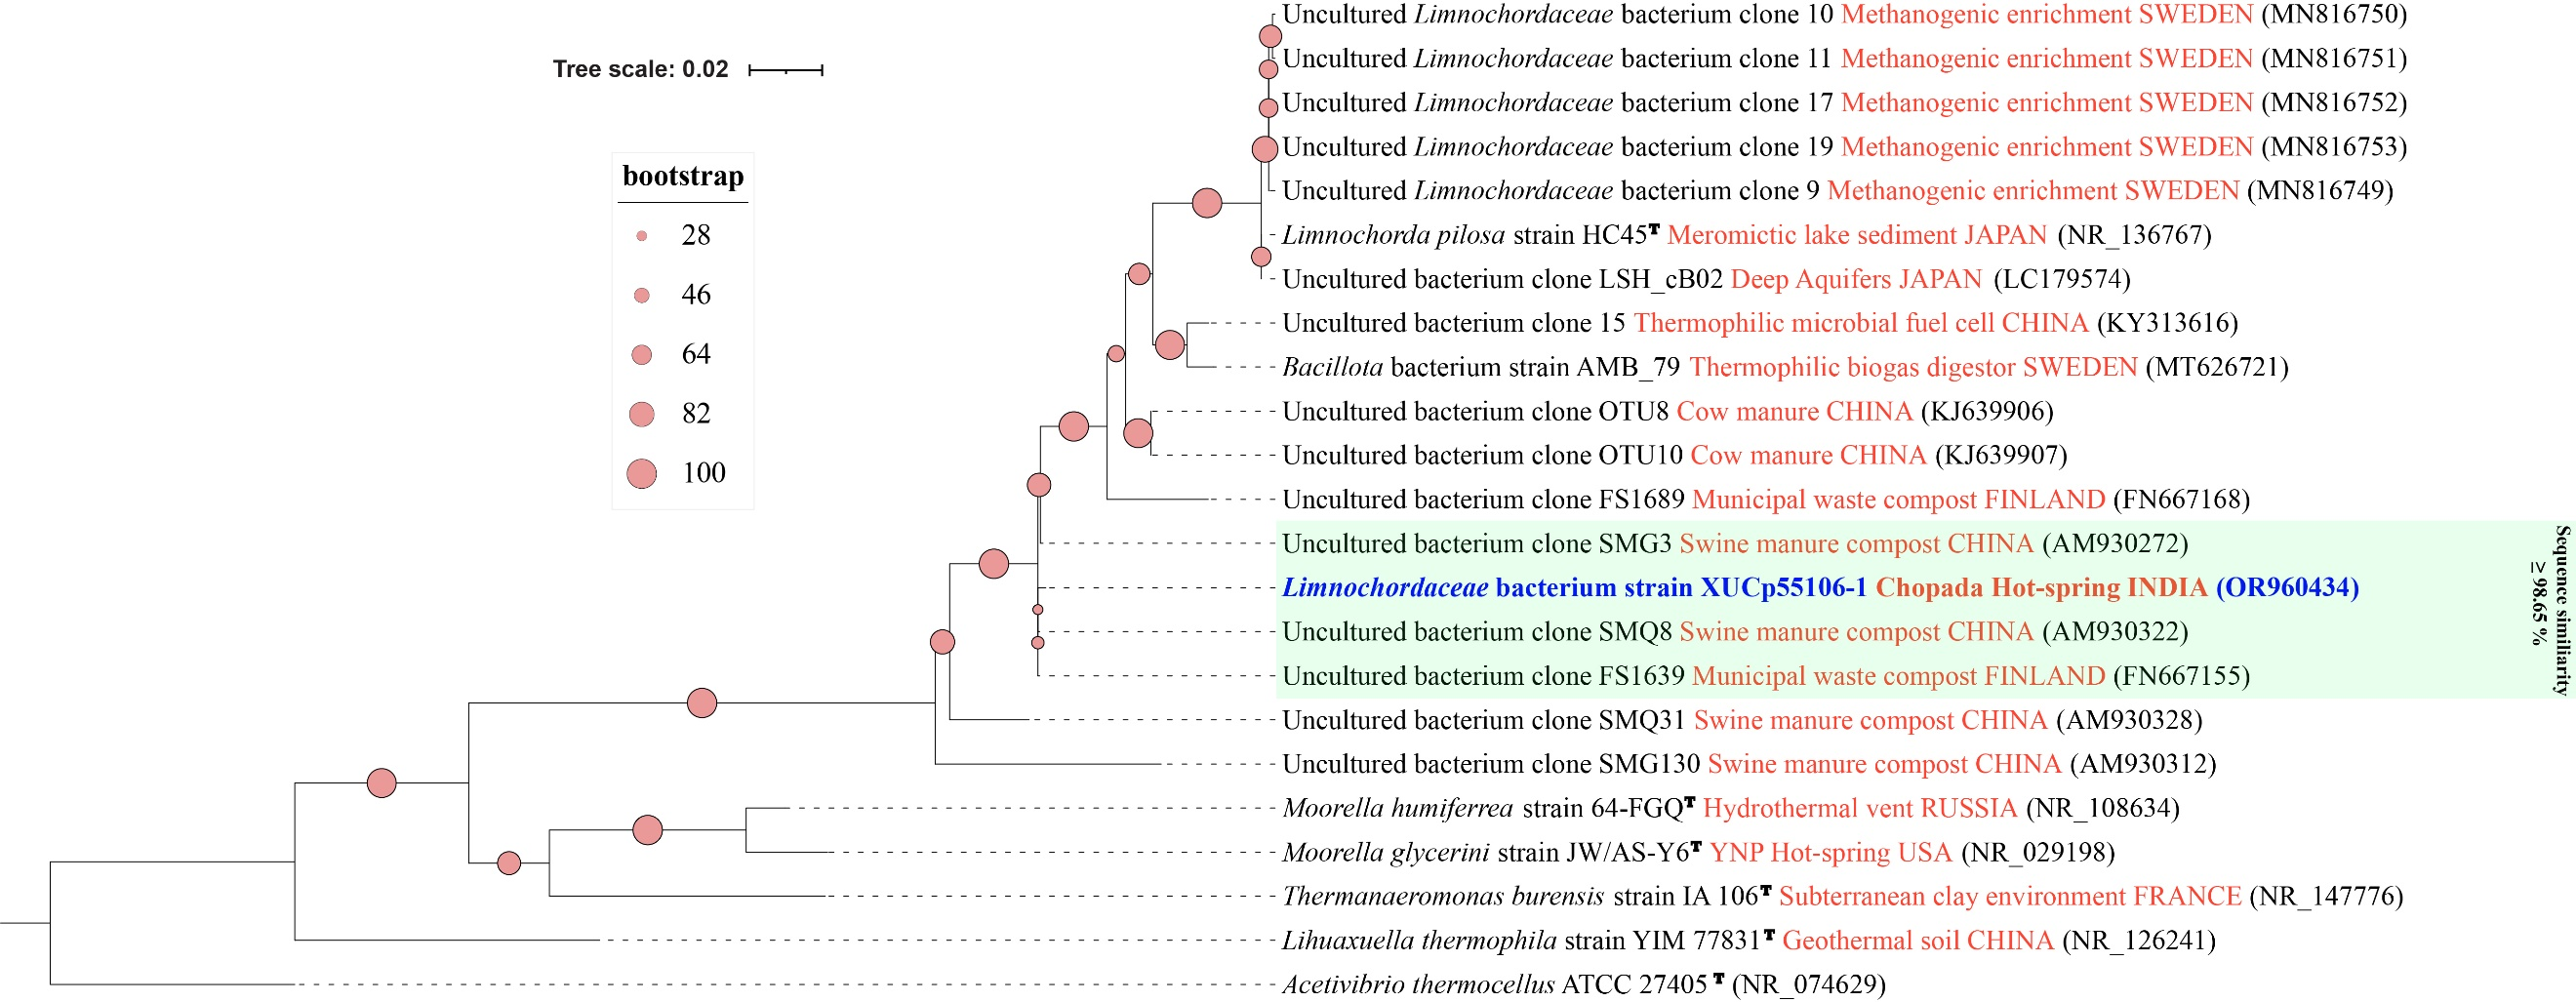 Tree scale: 0.02
bootstrap
28
46
64
82
100
Uncultured Limnochordaceae bacterium clone 10 Methanogenic enrichment SWEDEN (MN816750)
Uncultured Limnochordaceae bacterium clone 11 Methanogenic enrichment SWEDEN (MN816751)
Uncultured Limnochordaceae bacterium clone 17 Methanogenic enrichment SWEDEN (MN816752)
Uncultured Limnochordaceae bacterium clone 19 Methanogenic enrichment SWEDEN (MN816753)
Uncultured Limnochordaceae bacterium clone 9 Methanogenic enrichment SWEDEN (MN816749)
Limnochorda pilosa strain HC45ᵀ Meromictic lake sediment JAPAN (NR_136767)
Uncultured bacterium clone LSH_cB02 Deep Aquifers JAPAN (LC179574)
Uncultured bacterium clone 15 Thermophilic microbial fuel cell CHINA (KY313616)
Bacillota bacterium strain AMB_79 Thermophilic biogas digestor SWEDEN (MT626721)
Uncultured bacterium clone OTU8 Cow manure CHINA (KJ639906)
Uncultured bacterium clone OTU10 Cow manure CHINA (KJ639907)
Uncultured bacterium clone FS1689 Municipal waste compost FINLAND (FN667168)
Uncultured bacterium clone SMG3 Swine manure compost CHINA (AM930272)
Limnochordaceae bacterium strain XUCp55106-1 Chopada Hot-spring INDIA (OR960434)
Uncultured bacterium clone SMQ8 Swine manure compost CHINA (AM930322)
Uncultured bacterium clone FS1639 Municipal waste compost FINLAND (FN667155)
Sequence similiarity
≥ 98.65 %
Uncultured bacterium clone SMQ31 Swine manure compost CHINA (AM930328)
Uncultured bacterium clone SMG130 Swine manure compost CHINA (AM930312)
Moorella humiferrea strain 64-FGQᵀ Hydrothermal vent RUSSIA (NR_108634)
Moorella glycerini strain JW/AS-Y6ᵀ YNP Hot-spring USA (NR_029198)
Thermanaeromonas burensis strain IA 106ᵀ Subterranean clay environment FRANCE (NR_147776)
Lihuaxuella thermophila strain YIM 77831ᵀ Geothermal soil CHINA (NR_126241)
Acetivibrio thermocellus ATCC 27405 ᵀ (NR_074629)